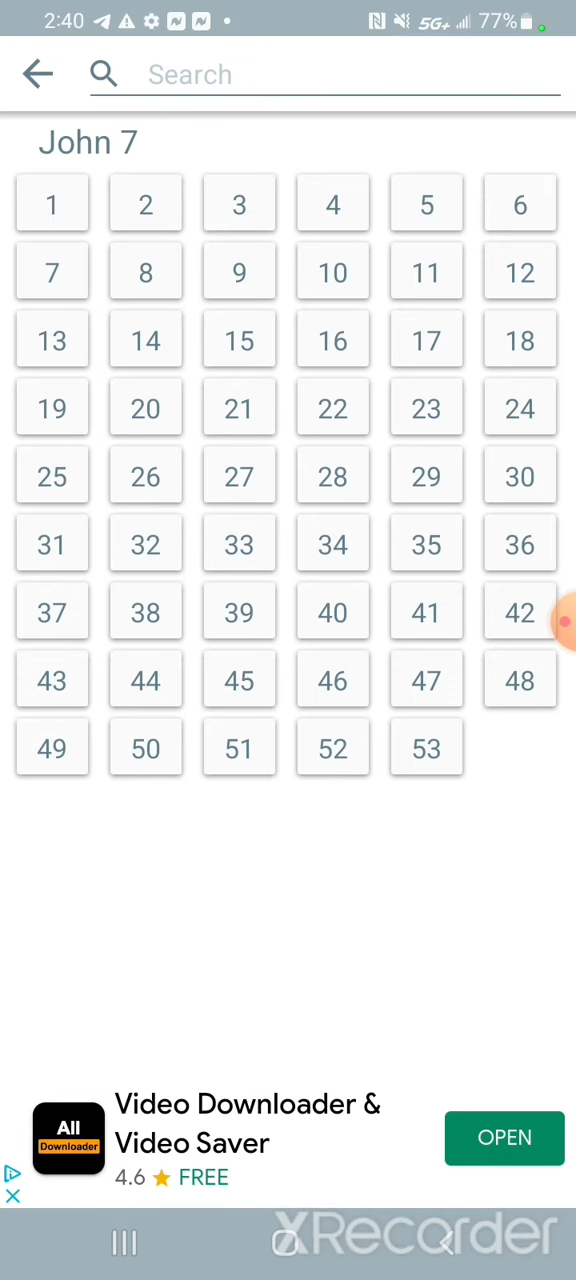 2:40 5G+ 77%
Search
John 7
1 2 3 4 5 6
7 8 9 10 11 12
13 14 15 16 17 18
19 20 21 22 23 24
25 26 27 28 29 30
31 32 33 34 35 36
37 38 39 40 41 42
43 44 45 46 47 48
49 50 51 52 53
All
Downloader
Video Downloader &
Video Saver
4.6 ★ FREE
OPEN
XRecorder